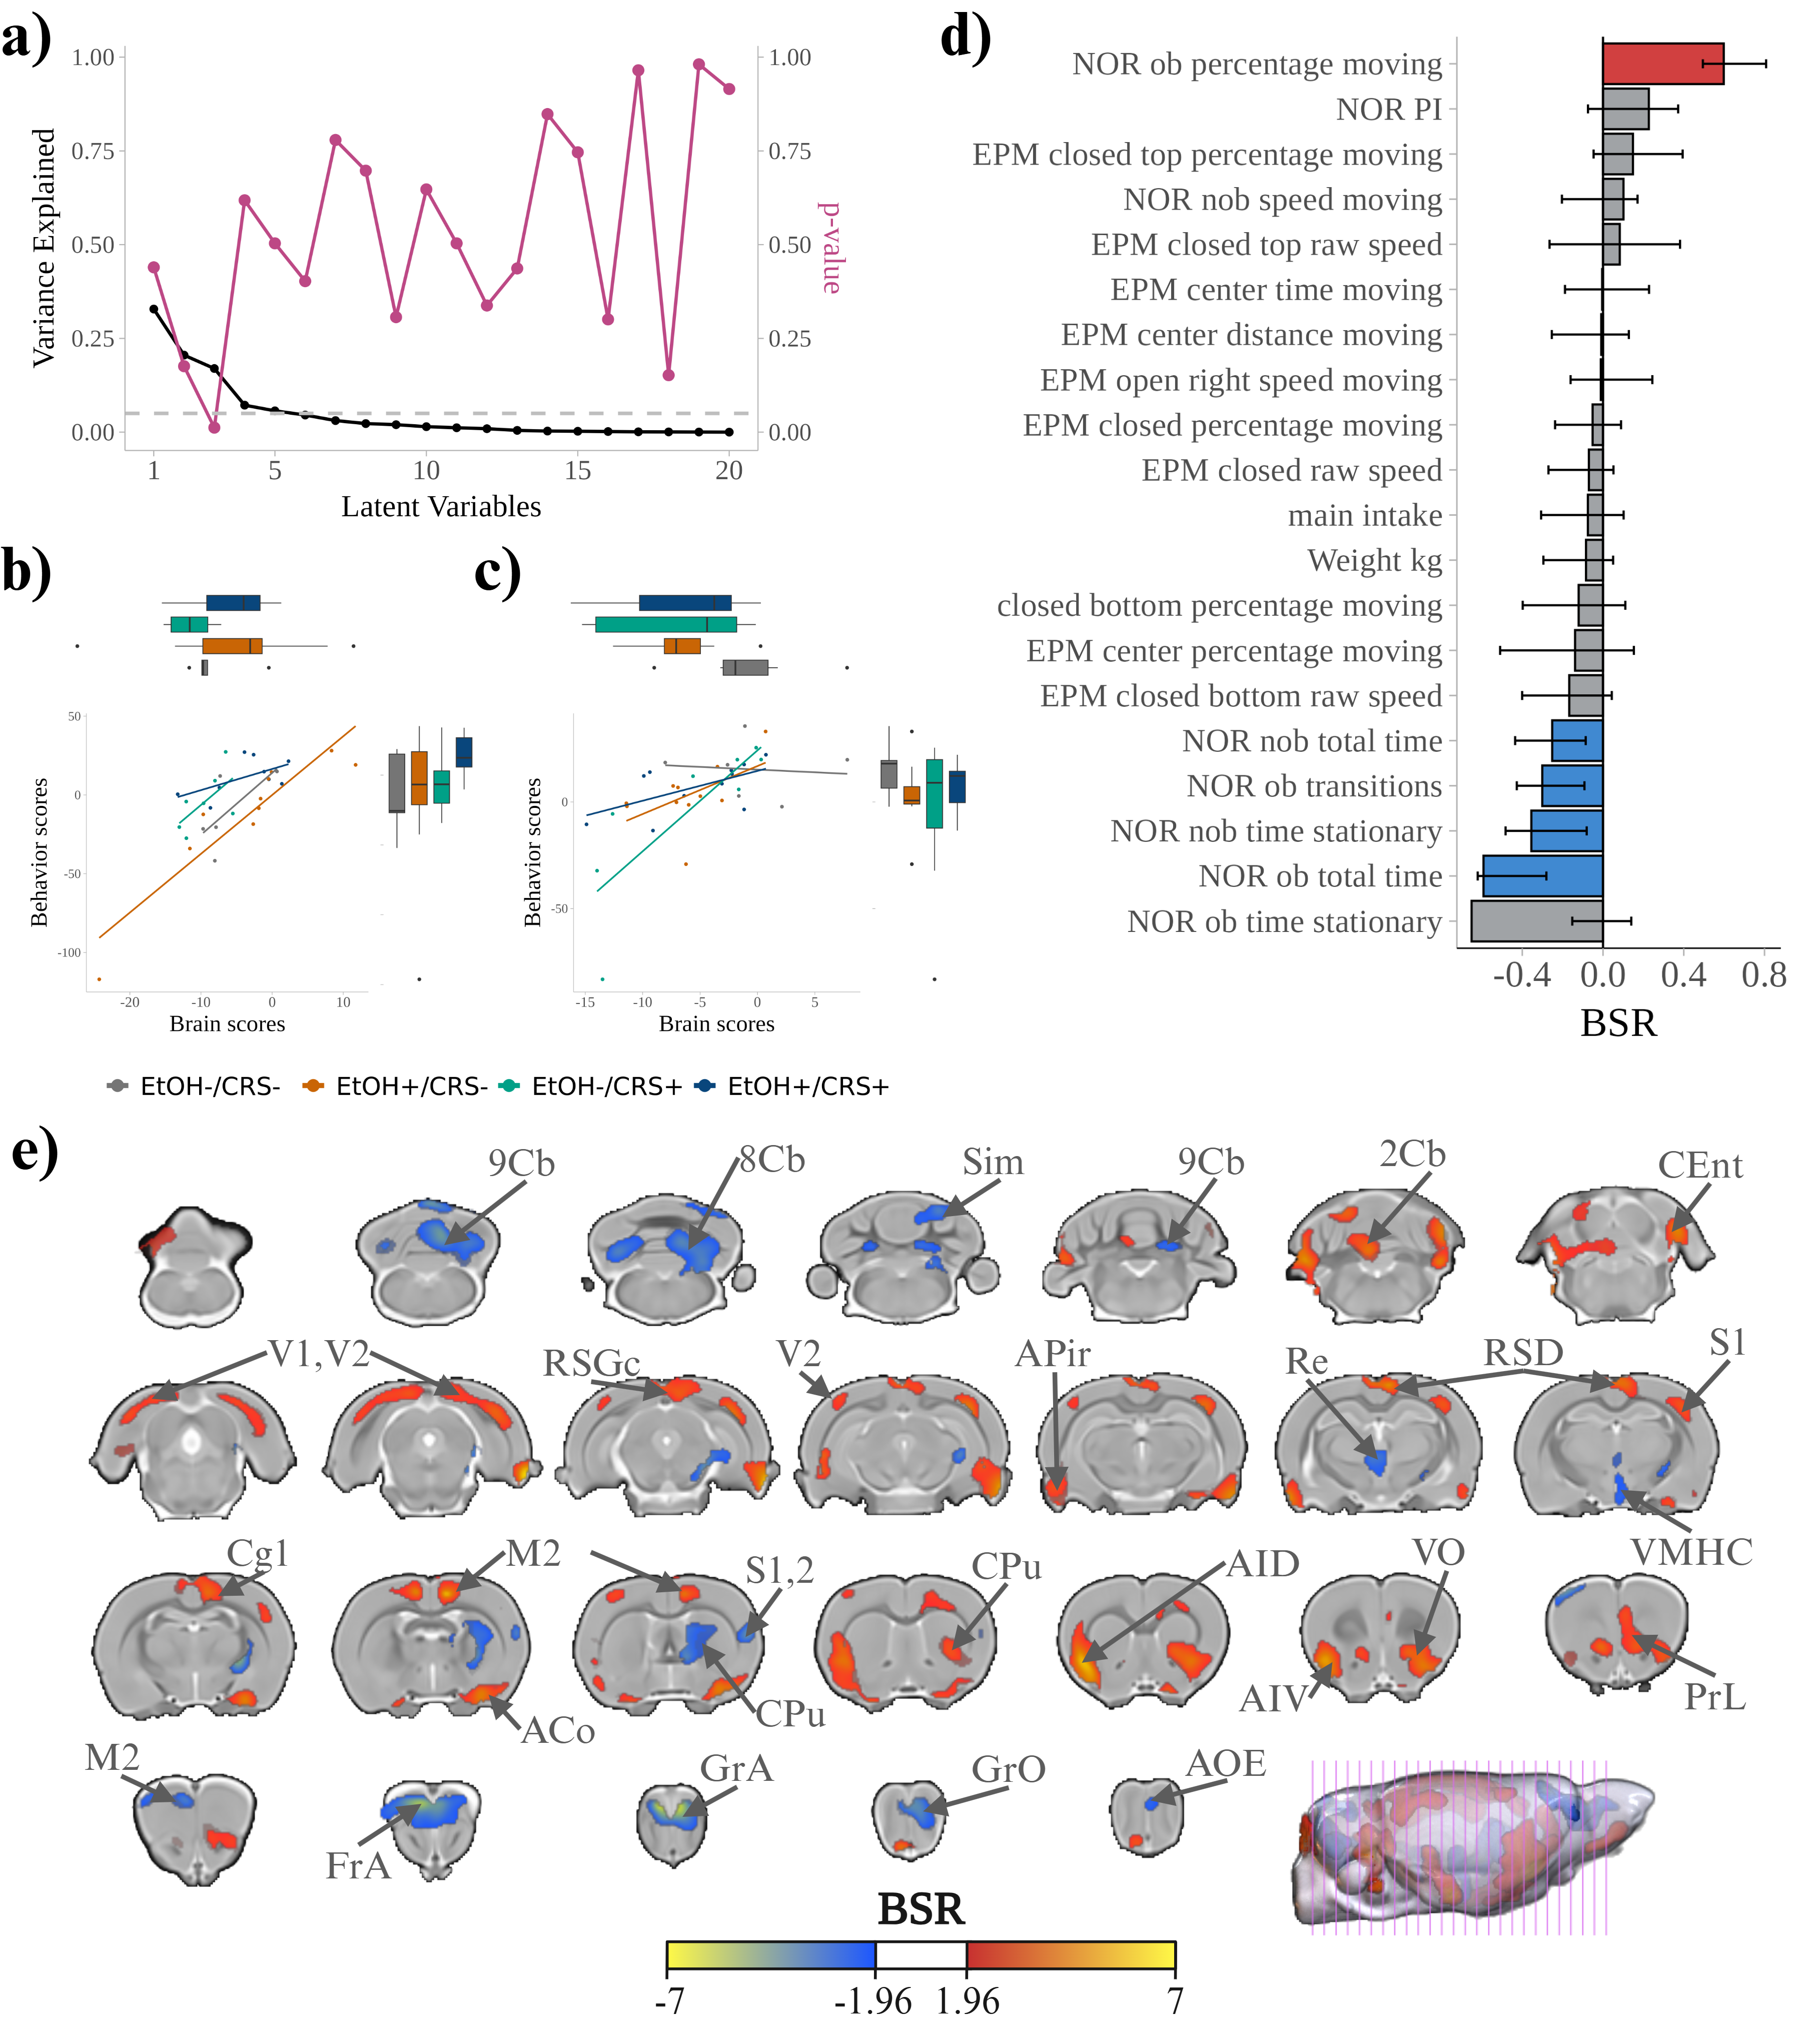 a)
1.00
0.75
0.50
0.25
0.00
Variance Explained
1.00
0.75
0.50
0.25
0.00
p-value
1
5
10
15
20
Latent Variables
b)
50
0
-50
-100
Behavior scores
-20
-10
0
10
Brain scores
c)
0
-50
Behavior scores
-15
-10
-5
0
5
Brain scores
EtOH-/CRS-
EtOH+/CRS-
EtOH-/CRS+
EtOH+/CRS+
d)
NOR ob percentage moving
NOR PI
EPM closed top percentage moving
NOR nob speed moving
EPM closed top raw speed
EPM center time moving
EPM center distance moving
EPM open right speed moving
EPM closed percentage moving
EPM closed raw speed
main intake
Weight kg
closed bottom percentage moving
EPM center percentage moving
EPM closed bottom raw speed
NOR nob total time
NOR ob transitions
NOR nob time stationary
NOR ob total time
NOR ob time stationary
-0.4
0.0
0.4
0.8
BSR
e)
9Cb
8Cb
Sim
9Cb
2Cb
CEnt
V1,V2
RSGc
V2
APir
Re
RSD
S1
VMHC
Cg1
M2
S1,2
CPu
AID
VO
ACo
CPu
AIV
PrL
M2
FrA
GrA
GrO
AOE
BSR
-7
-1.96
1.96
7